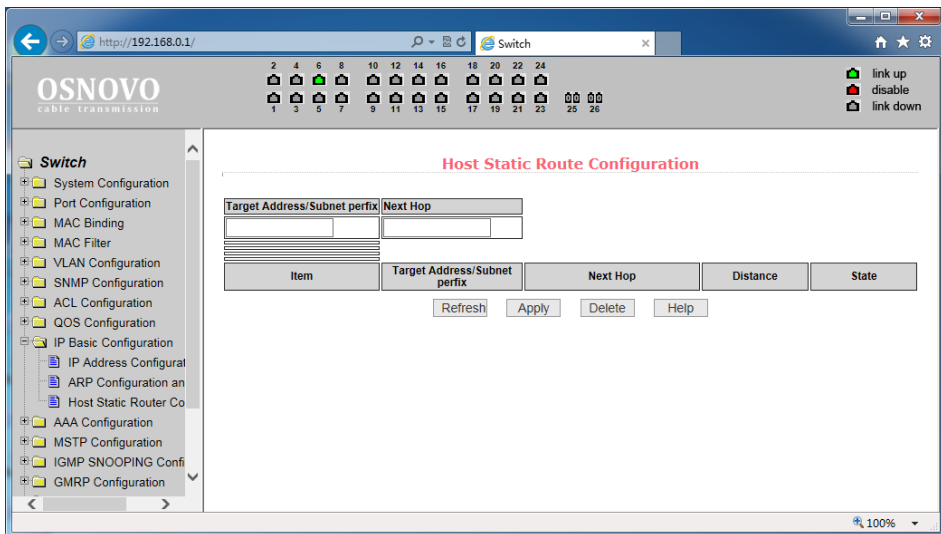 http://192.168.0.1/
Switch
2 4 6 8 10 12 14 16 18 20 22 24
1 3 5 7 9 11 13 15 17 19 21 23 25 26
OSNOVO
cable transmission
link up
disable
link down
Switch
System Configuration
Port Configuration
MAC Binding
MAC Filter
VLAN Configuration
SNMP Configuration
ACL Configuration
QOS Configuration
IP Basic Configuration
IP Address Configurat
ARP Configuration an
Host Static Router Co
AAA Configuration
MSTP Configuration
IGMP SNOOPING Confi
GMRP Configuration
Host Static Route Configuration
Target Address/Subnet perfix Next Hop
Item Target Address/Subnet perfix Next Hop Distance State
Refresh Apply Delete Help
100%